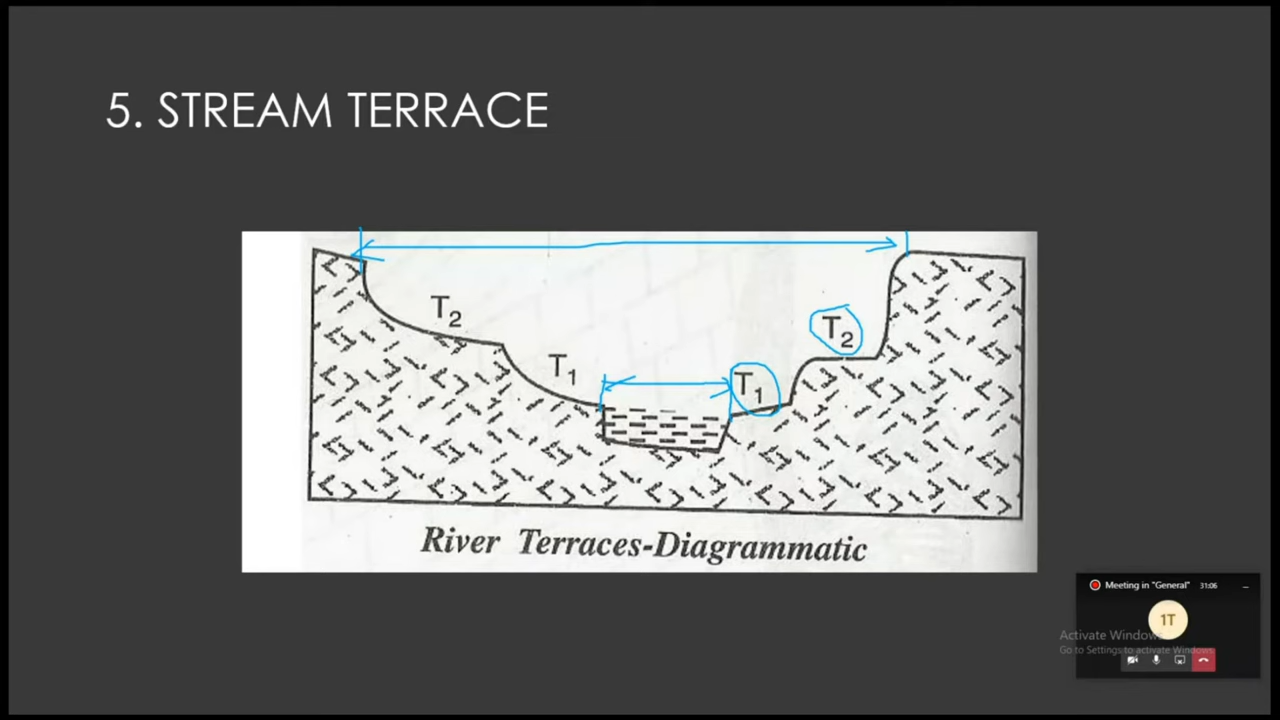 5. STREAM TERRACE
T2
T2
T1
T1
River Terraces-Diagrammatic
Meeting in "General" 31:06
1T
Activate Windows
Go to Settings to activate Windows.